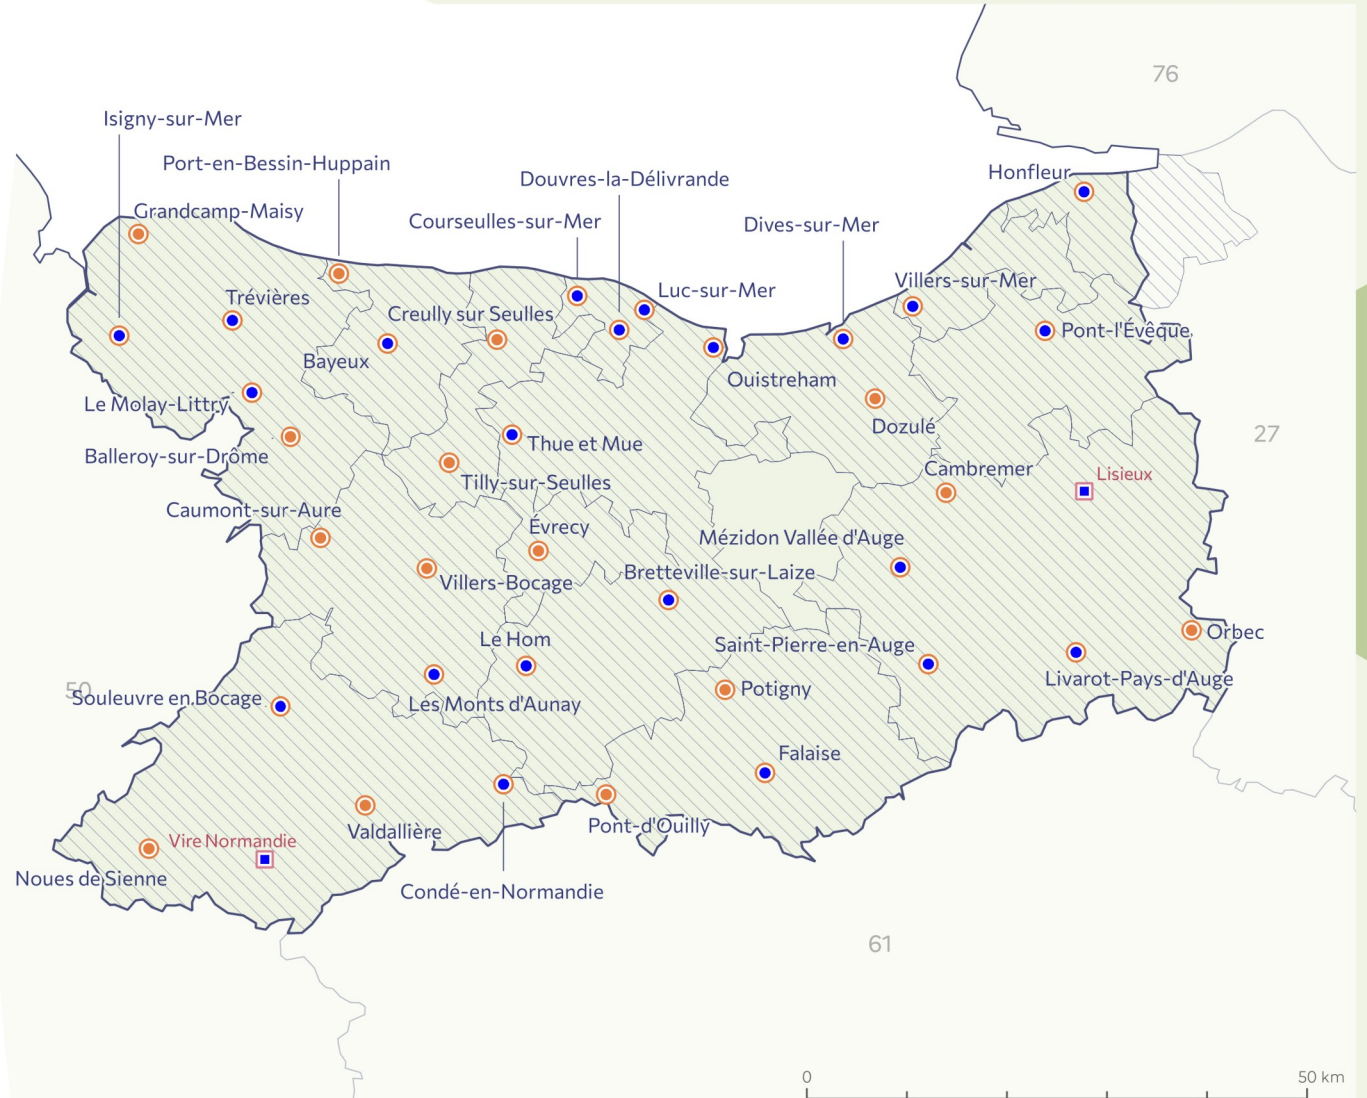 76
Isigny-sur-Mer
Port-en-Bessin-Huppain
Honfleur
Douvres-la-Délivrande
Grandcamp-Maisy
Courseulles-sur-Mer
Dives-sur-Mer
Villers-sur-Mer
Luc-sur-Mer
Trévières
Creully sur Seulles
Pont-l'Évêque
Bayeux
Ouistreham
Le Molay-Littry
Dozulé
27
Thue et Mue
Balleroy-sur-Drôme
Cambremer
Lisieux
Tilly-sur-Seulles
Caumont-sur-Aure
Évrecy
Mézidon Vallée d'Auge
Bretteville-sur-Laize
Villers-Bocage
Orbec
Le Hom
Saint-Pierre-en-Auge
Livarot-Pays-d'Auge
50
Potigny
Souleuvre en Bocage
Les Monts d'Aunay
Falaise
Pont-d'Ouilly
Valdallière
Vire Normandie
Noues de Sienne
Condé-en-Normandie
61
0
50 km